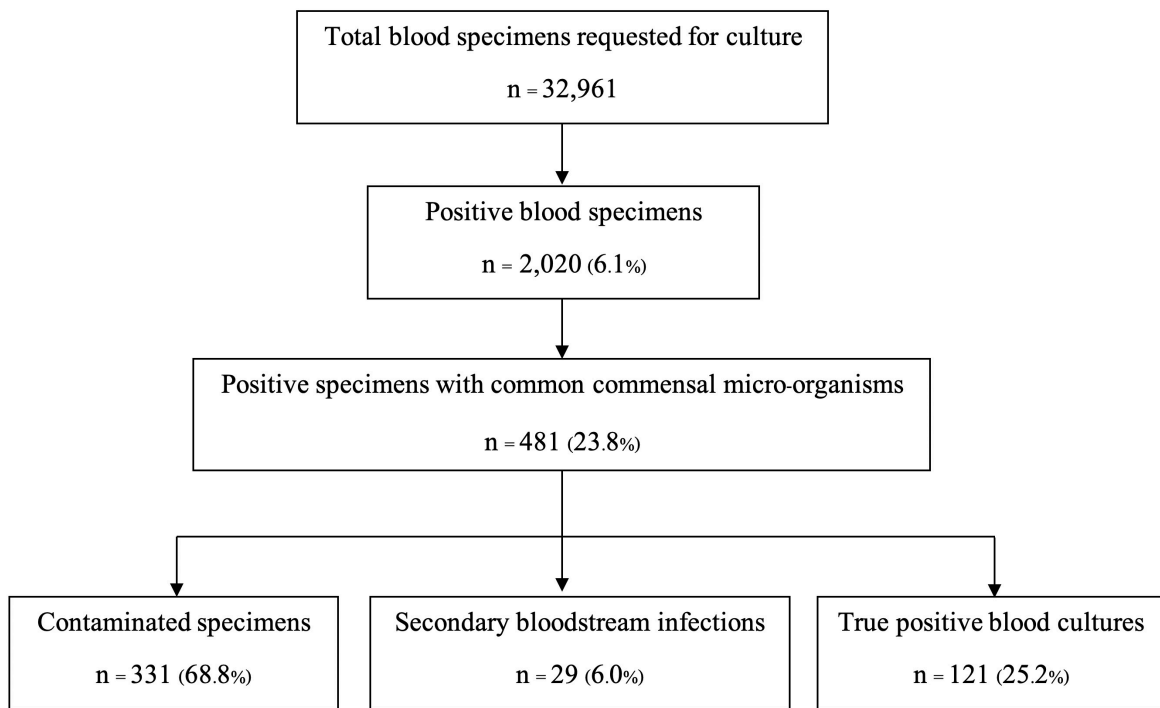 Total blood specimens requested for culture
n = 32,961
Positive blood specimens
n = 2,020 (6.1%)
Positive specimens with common commensal micro-organisms
n = 481 (23.8%)
Contaminated specimens
n = 331 (68.8%)
Secondary bloodstream infections
n = 29 (6.0%)
True positive blood cultures
n = 121 (25.2%)